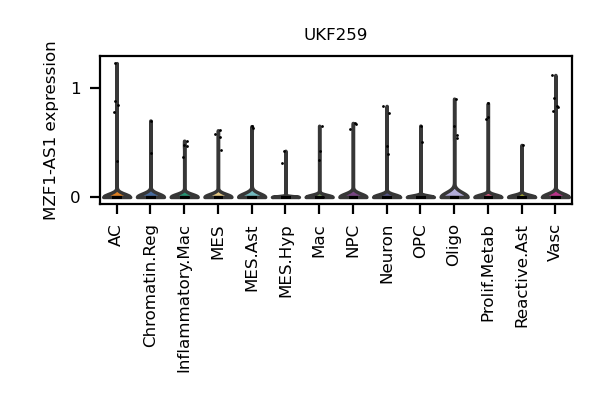 UKF259
MZF1-AS1 expression
1
0
AC
Chromatin.Reg
Inflammatory.Mac
MES
MES.Ast
MES.Hyp
Mac
NPC
Neuron
OPC
Oligo
Prolif.Metab
Reactive.Ast
Vasc